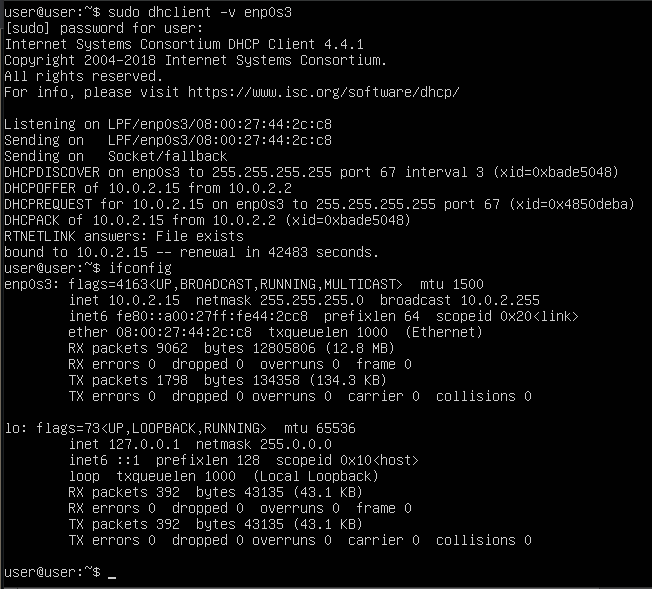 user@user:~$ sudo dhclient -v enp0s3
[sudo] password for user:
Internet Systems Consortium DHCP Client 4.4.1
Copyright 2004-2018 Internet Systems Consortium.
All rights reserved.
For info, please visit https://www.isc.org/software/dhcp/

Listening on LPF/enp0s3/08:00:27:44:2c:c8
Sending on   LPF/enp0s3/08:00:27:44:2c:c8
Sending on   Socket/fallback
DHCPDISCOVER on enp0s3 to 255.255.255.255 port 67 interval 3 (xid=0xbade5048)
DHCPOFFER of 10.0.2.15 from 10.0.2.2
DHCPREQUEST for 10.0.2.15 on enp0s3 to 255.255.255.255 port 67 (xid=0x4850deba)
DHCPACK of 10.0.2.15 from 10.0.2.2 (xid=0xbade5048)
RTNETLINK answers: File exists
bound to 10.0.2.15 -- renewal in 42483 seconds.
user@user:~$ ifconfig
enp0s3: flags=4163<UP,BROADCAST,RUNNING,MULTICAST>  mtu 1500
        inet 10.0.2.15  netmask 255.255.255.0  broadcast 10.0.2.255
        inet6 fe80::a00:27ff:fe44:2cc8  prefixlen 64  scopeid 0x20<link>
        ether 08:00:27:44:2c:c8  txqueuelen 1000  (Ethernet)
        RX packets 9062  bytes 12805806 (12.8 MB)
        RX errors 0  dropped 0  overruns 0  frame 0
        TX packets 1798  bytes 134358 (134.3 KB)
        TX errors 0  dropped 0 overruns 0  carrier 0  collisions 0

lo: flags=73<UP,LOOPBACK,RUNNING>  mtu 65536
        inet 127.0.0.1  netmask 255.0.0.0
        inet6 ::1  prefixlen 128  scopeid 0x10<host>
        loop  txqueuelen 1000  (Local Loopback)
        RX packets 392  bytes 43135 (43.1 KB)
        RX errors 0  dropped 0  overruns 0  frame 0
        TX packets 392  bytes 43135 (43.1 KB)
        TX errors 0  dropped 0 overruns 0  carrier 0  collisions 0

user@user:~$ _